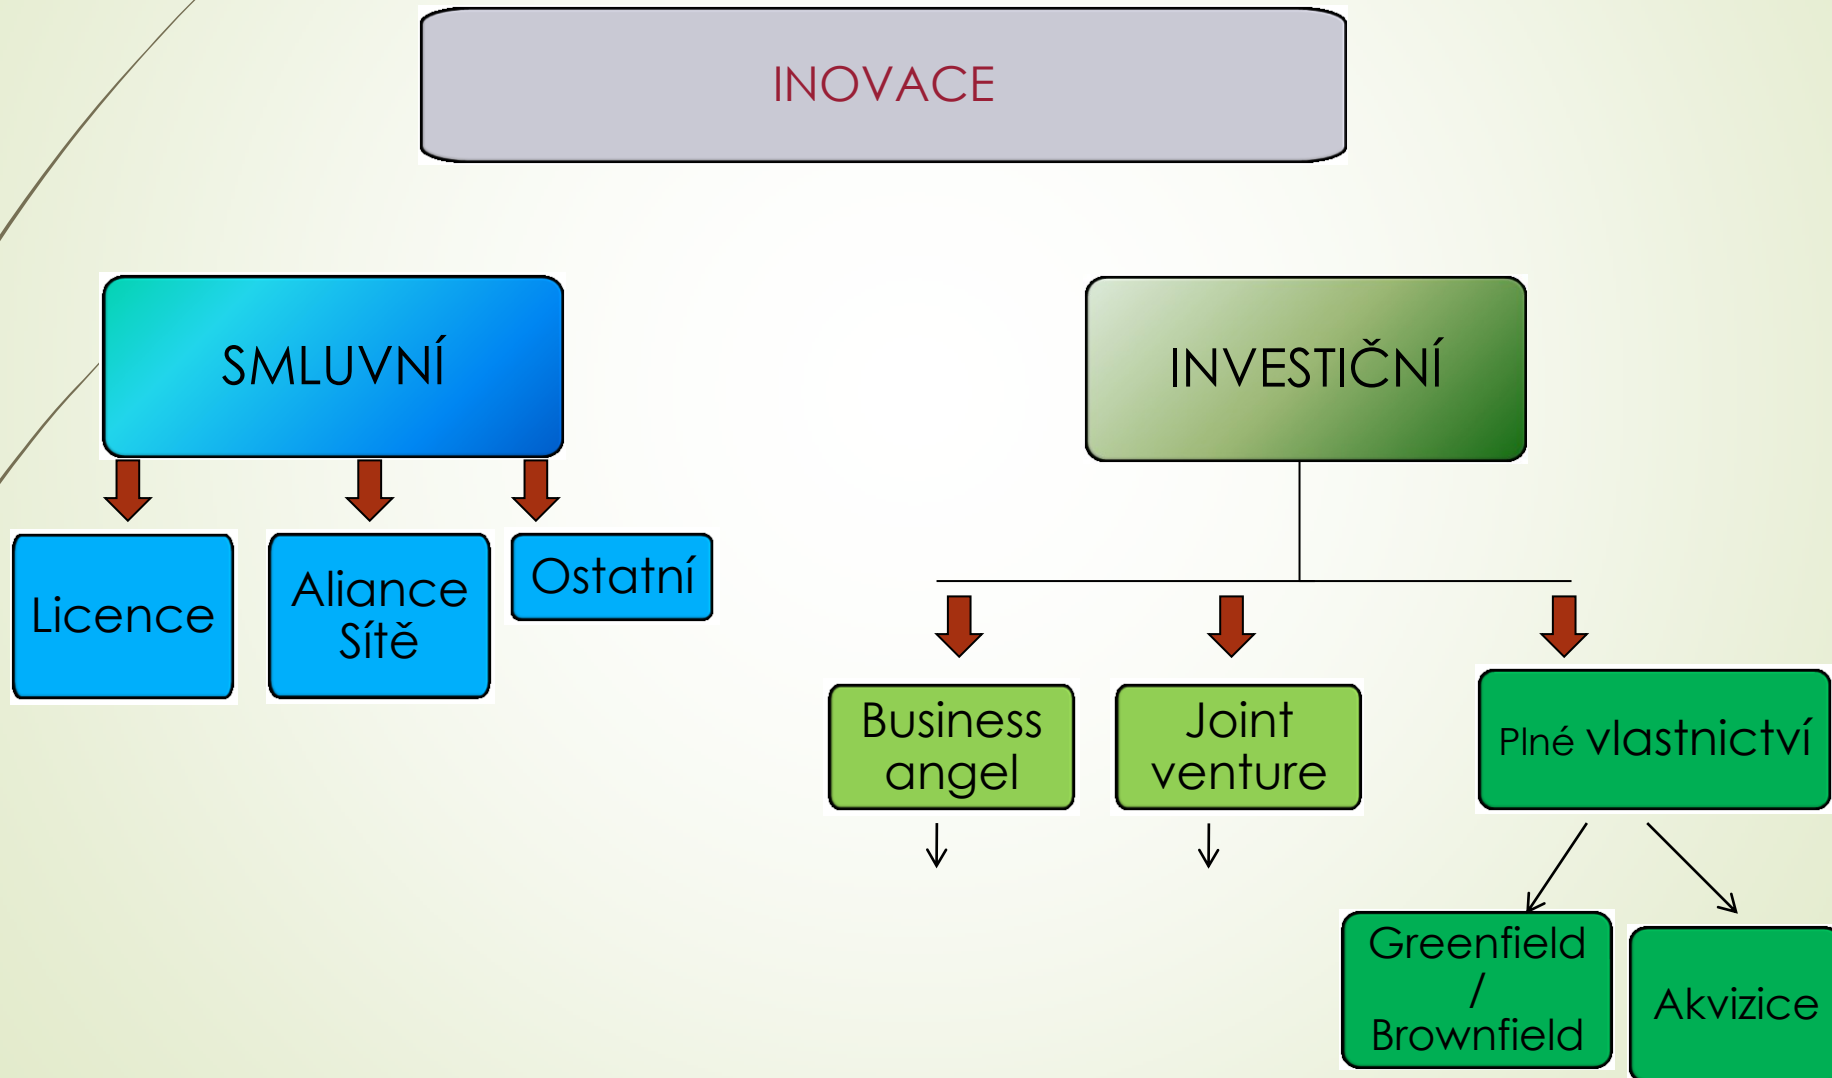 INOVACE
SMLUVNÍ
INVESTIČNÍ
Licence
Aliance
Sítě
Ostatní
Business
angel
Joint
venture
Plné vlastnictví
Greenfield
/
Brownfield
Akvizice